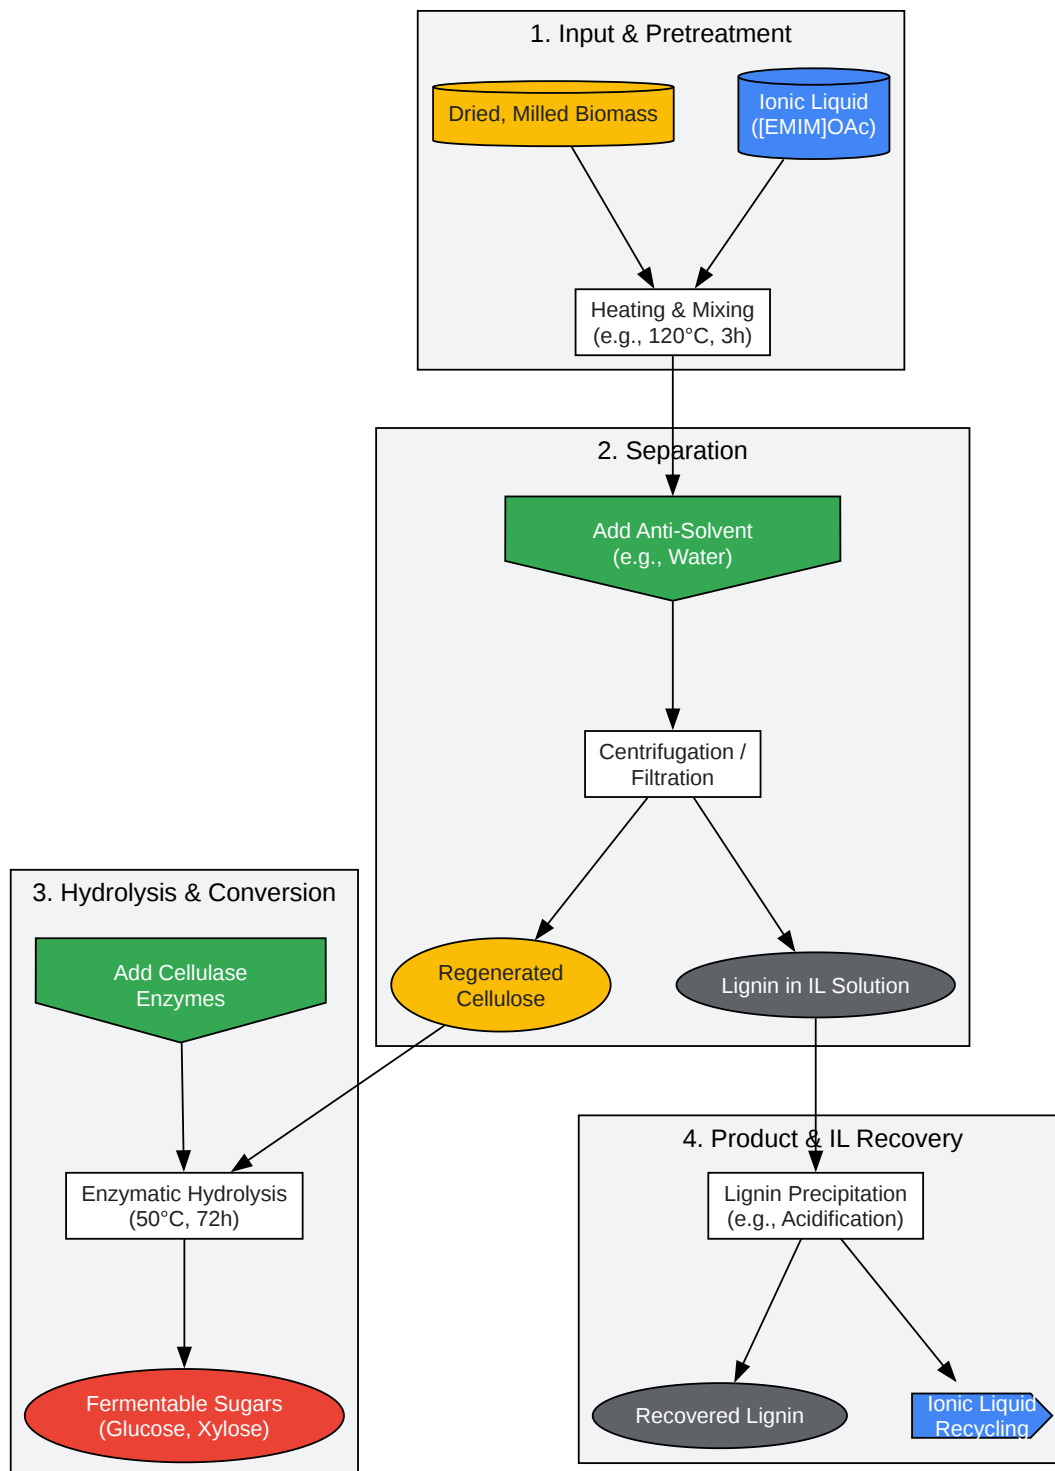 1. Input & Pretreatment
Dried, Milled Biomass
Ionic Liquid
([EMIM]OAc)
Heating & Mixing
(e.g., 120°C, 3h)
2. Separation
Add Anti-Solvent
(e.g., Water)
Centrifugation /
Filtration
Regenerated
Cellulose
Lignin in IL Solution
3. Hydrolysis & Conversion
Add Cellulase
Enzymes
Enzymatic Hydrolysis
(50°C, 72h)
Fermentable Sugars
(Glucose, Xylose)
4. Product & IL Recovery
Lignin Precipitation
(e.g., Acidification)
Recovered Lignin
Ionic Liquid
Recycling